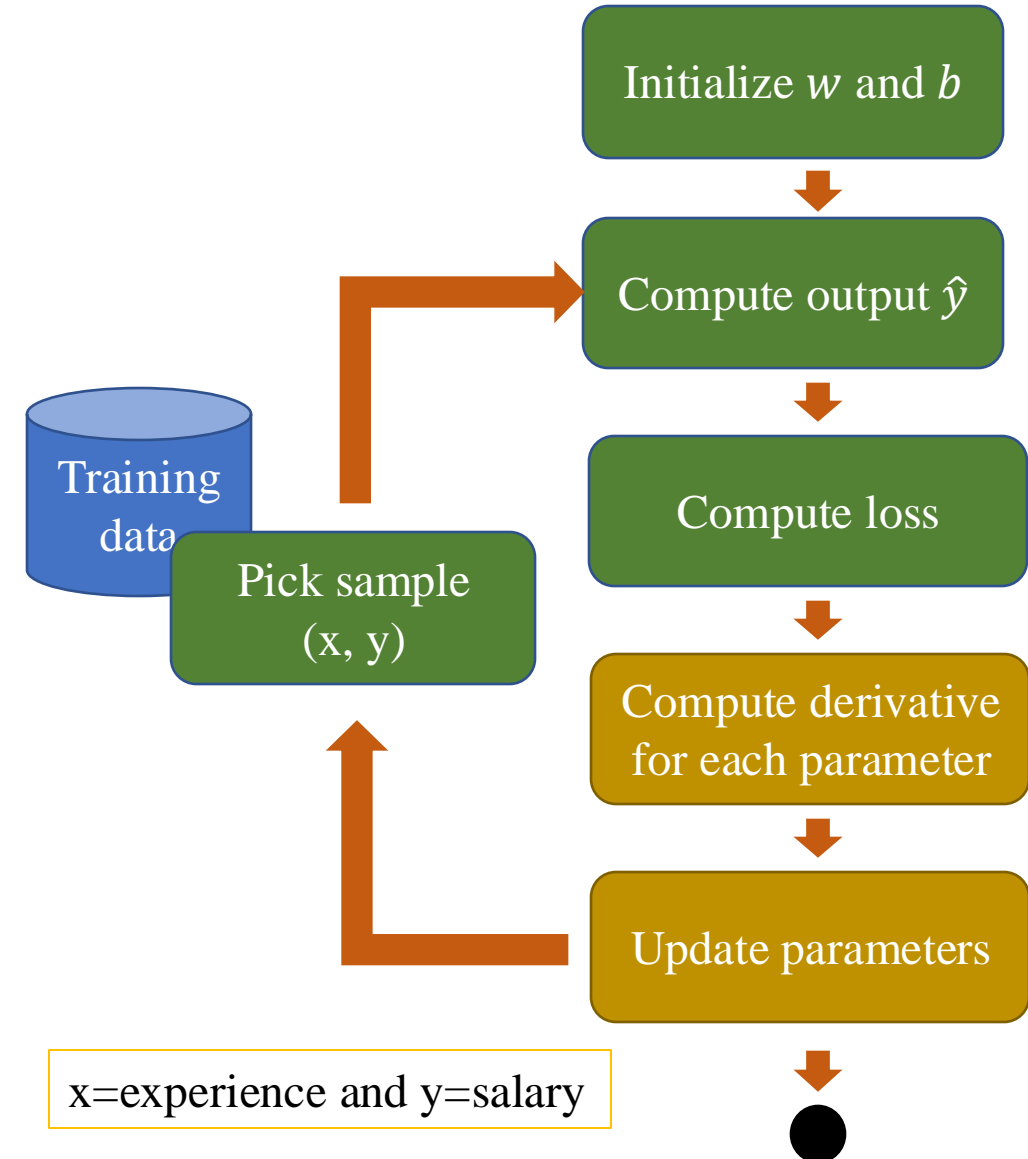 Initialize w and b
Compute output ŷ
Training
data
Compute loss
Pick sample
(x, y)
Compute derivative
for each parameter
Update parameters
x=experience and y=salary